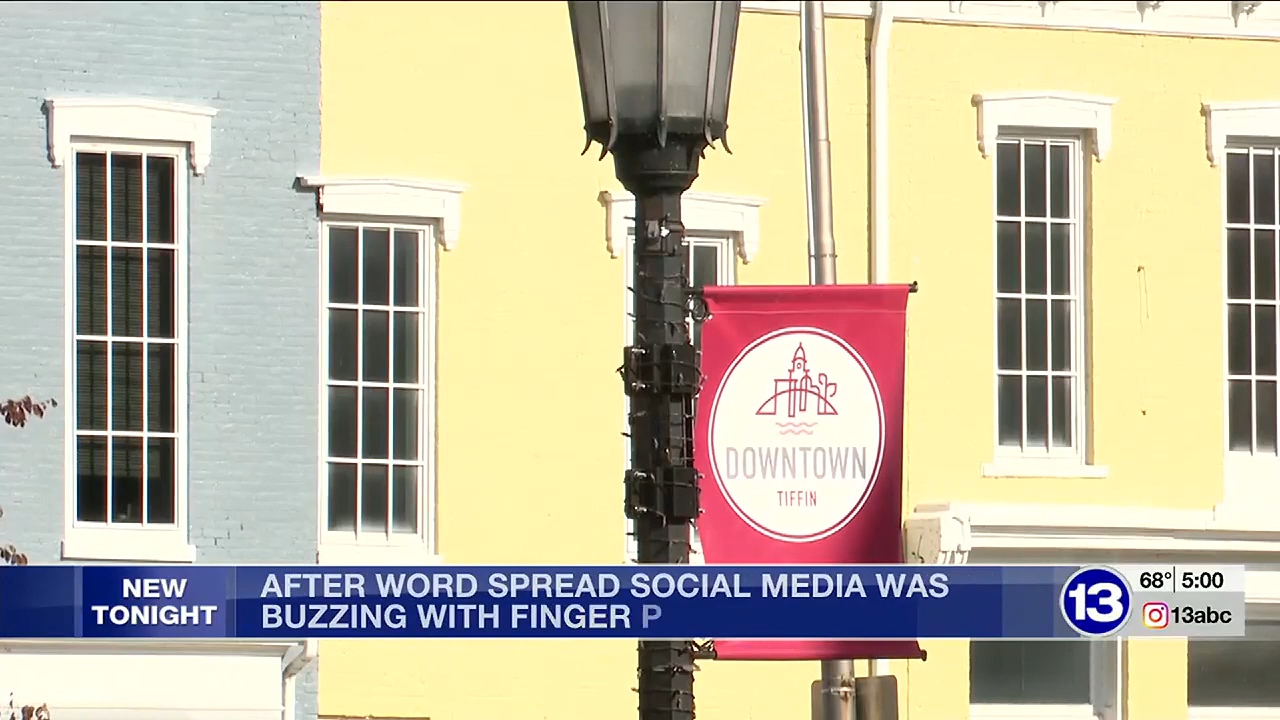 DOWNTOWN
TIFFIN
NEW
TONIGHT
AFTER WORD SPREAD SOCIAL MEDIA WAS
BUZZING WITH FINGER P
13
68° 5:00
13abc